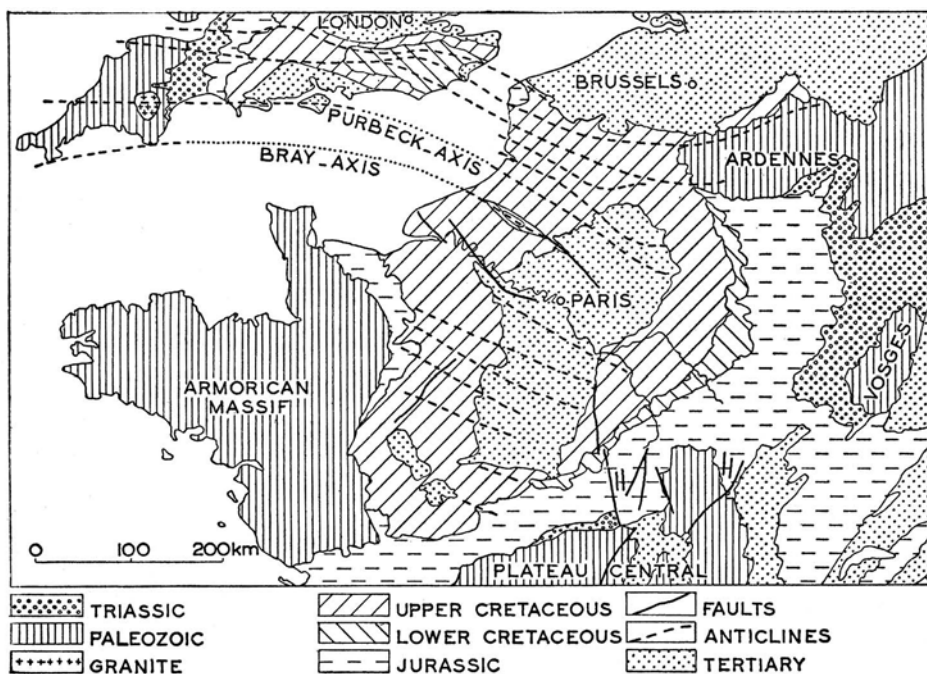 LONDON
BRUSSELS
PURBECK AXIS
BRAY AXIS
ARDENNES
PARIS
VOSGES
ARMORICAN
MASSIF
0 100 200km
PLATEAU CENTRAL
TRIASSIC
PALEOZOIC
GRANITE
UPPER CRETACEOUS
LOWER CRETACEOUS
JURASSIC
FAULTS
ANTICLINES
TERTIARY